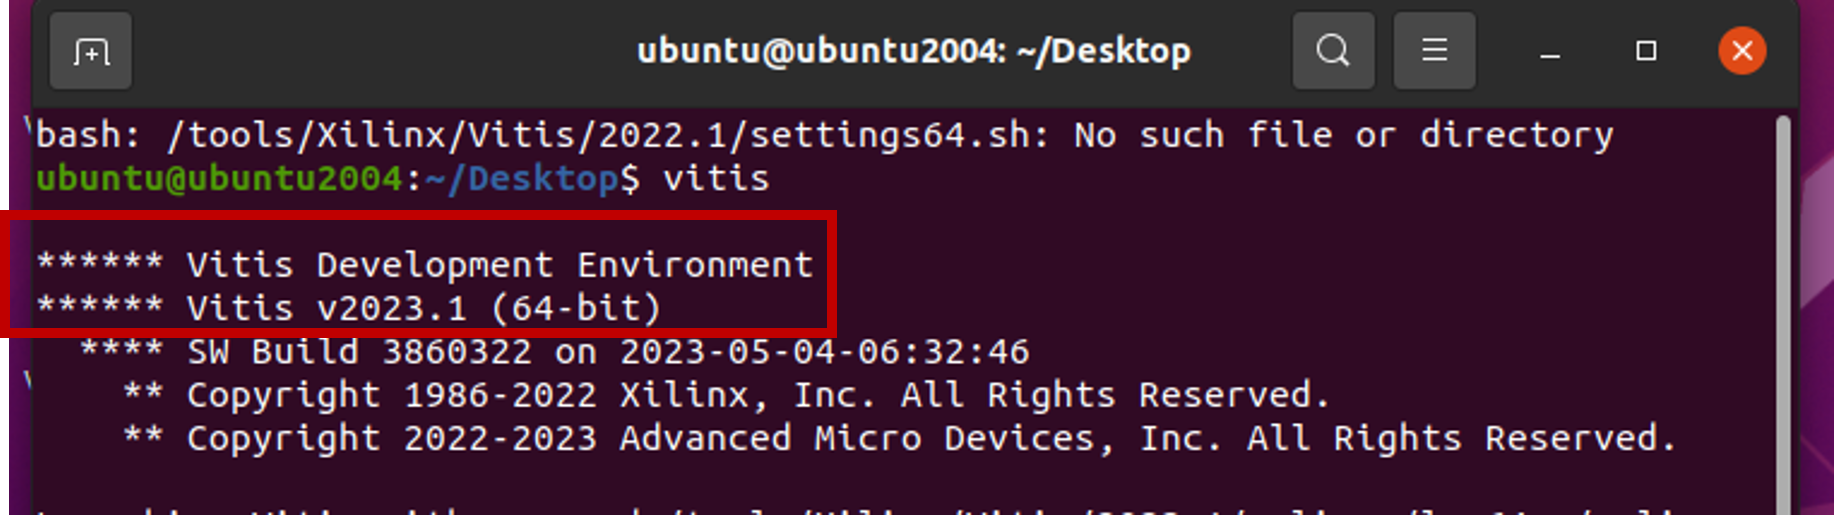 ubuntu@ubuntu2004: ~/Desktop
bash: /tools/Xilinx/Vitis/2022.1/settings64.sh: No such file or directory
ubuntu@ubuntu2004:~/Desktop$ vitis
****** Vitis Development Environment
****** Vitis v2023.1 (64-bit)
**** SW Build 3860322 on 2023-05-04-06:32:46
** Copyright 1986-2022 Xilinx, Inc. All Rights Reserved.
** Copyright 2022-2023 Advanced Micro Devices, Inc. All Rights Reserved.